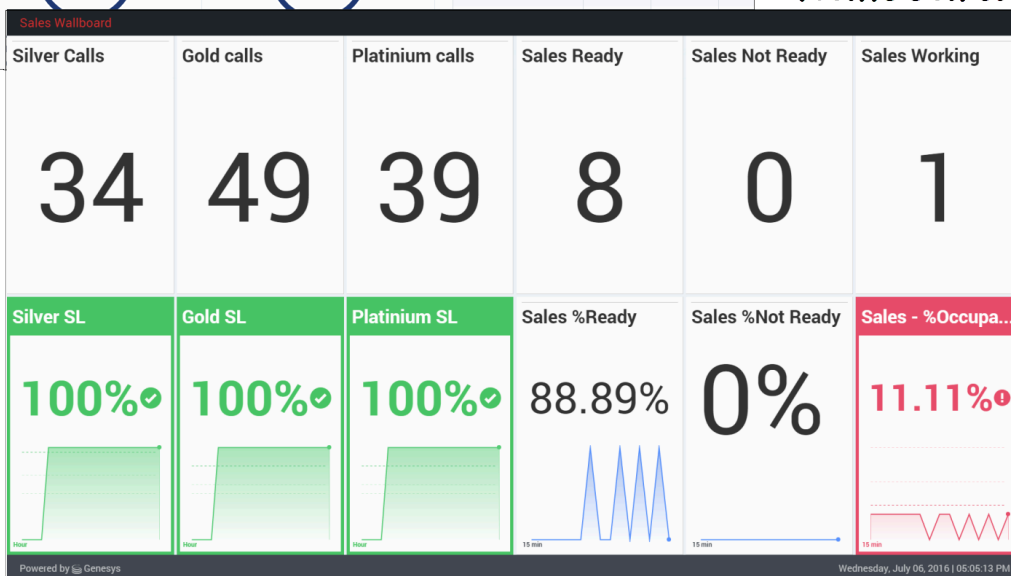 Sales Wallboard
Silver Calls
Gold calls
Platinium calls
Sales Ready
Sales Not Ready
Sales Working
34
49
39
8
0
1
Silver SL
Gold SL
Platinium SL
Sales %Ready
Sales %Not Ready
Sales - %Occupa...
100%
100%
100%
88.89%
0%
11.11%
Hour
Hour
Hour
15 min
15 min
15 min
Powered by Genesys
Wednesday, July 06, 2016 | 05:05:13 PM